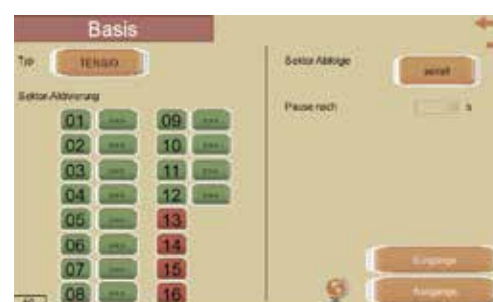 Basis
Typ TENSIO
Sektor-Aktivierung
01 09
02 10
03 11
04 12
05 13
06 14
07 15
08 16
Sektor Abfolge seriell
Pause nach s
Eingänge
Ausgänge